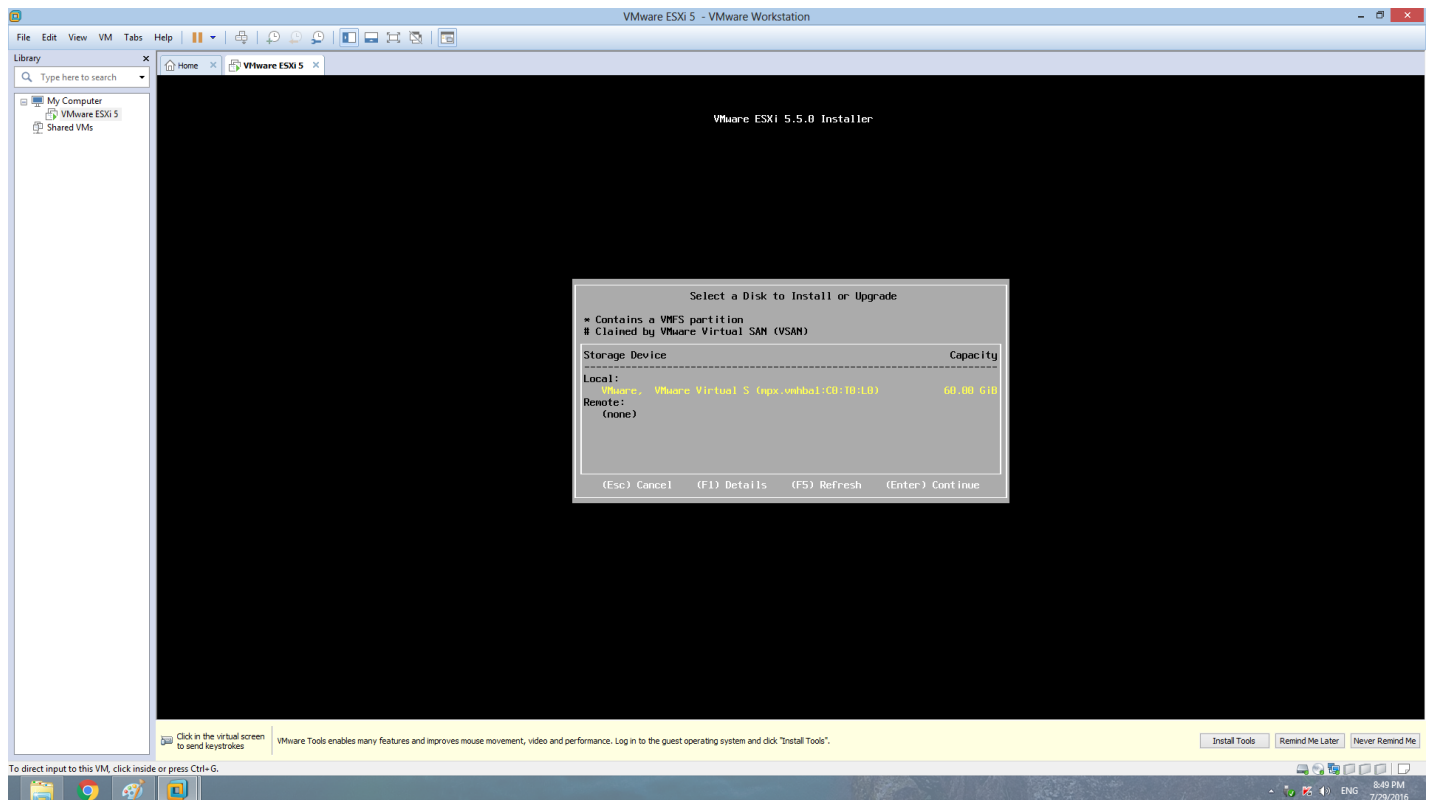 VMware ESXi 5 - VMware Workstation
File Edit View VM Tabs Help
Library
Type here to search
My Computer
VMware ESXi 5
Shared VMs
Home
VMware ESXi 5
VMware ESXi 5.5.0 Installer
Select a Disk to Install or Upgrade
* Contains a VMFS partition
# Claimed by VMware Virtual SAN (VSAN)
Storage Device Capacity
Local:
VMware, VMware Virtual S (mpx.vmhba1:C0:T0:L0) 60.00 GiB
Remote:
(none)
(Esc) Cancel (F1) Details (F5) Refresh (Enter) Continue
Click in the virtual screen
to send keystrokes
VMware Tools enables many features and improves mouse movement, video and performance. Log in to the guest operating system and click "Install Tools".
Install Tools Remind Me Later Never Remind Me
To direct input to this VM, click inside or press Ctrl+G.
ENG
8:49 PM
7/29/2016